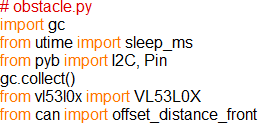 # obstacle.py
import gc
from utime import sleep_ms
from pyb import I2C, Pin
gc.collect()
from vl53l0x import VL53L0X
from can import offset_distance_front